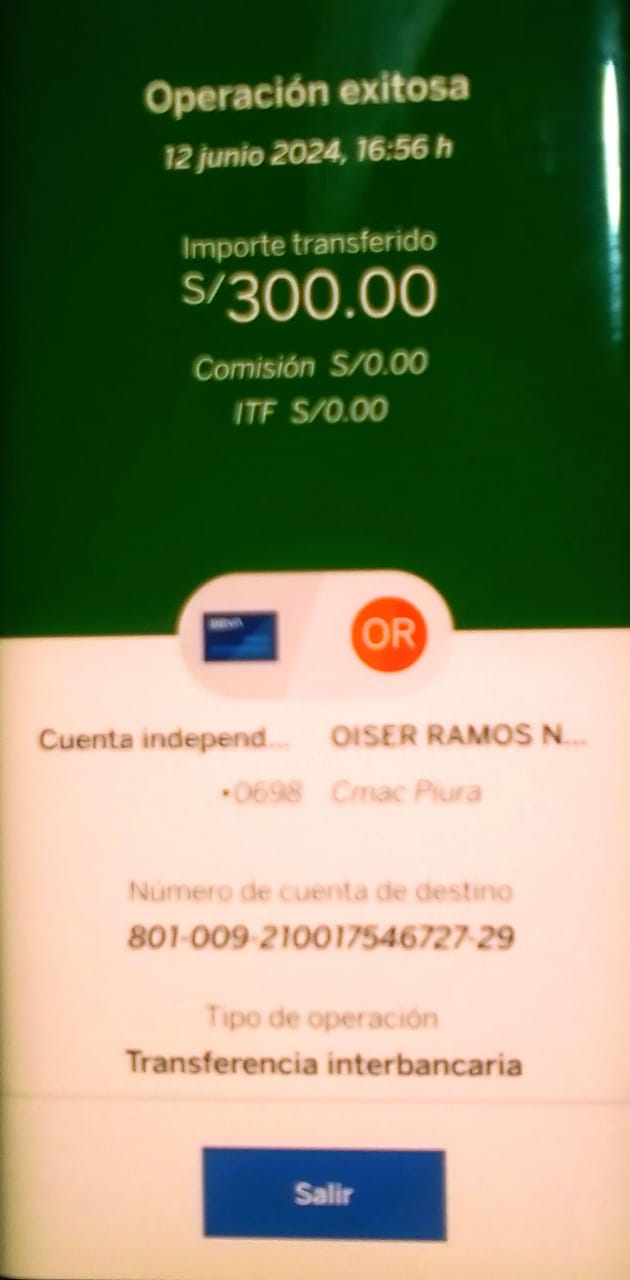 Operación exitosa
12 junio 2024, 16:56 h
Importe transferido
S/300.00
Comisión S/0.00
ITF S/0.00
BBVA
OR
Cuenta independ... OISER RAMOS N...
•0698 Cmac Piura
Número de cuenta de destino
801-009-210017546727-29
Tipo de operación
Transferencia interbancaria
Salir